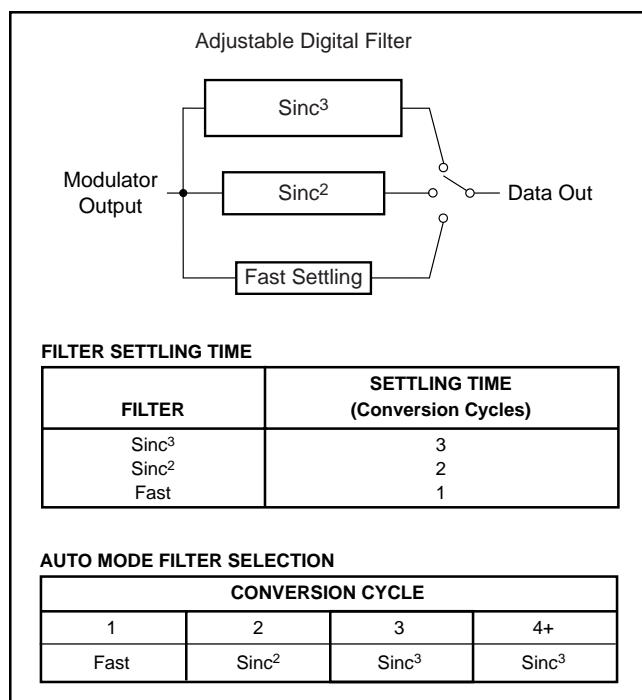 Adjustable Digital Filter
Sinc³
Modulator
Output
Sinc²
Data Out
Fast Settling
FILTER SETTLING TIME
FILTER
SETTLING TIME
(Conversion Cycles)
Sinc³ 3
Sinc² 2
Fast 1
AUTO MODE FILTER SELECTION
CONVERSION CYCLE
1 2 3 4+
Fast Sinc² Sinc³ Sinc³